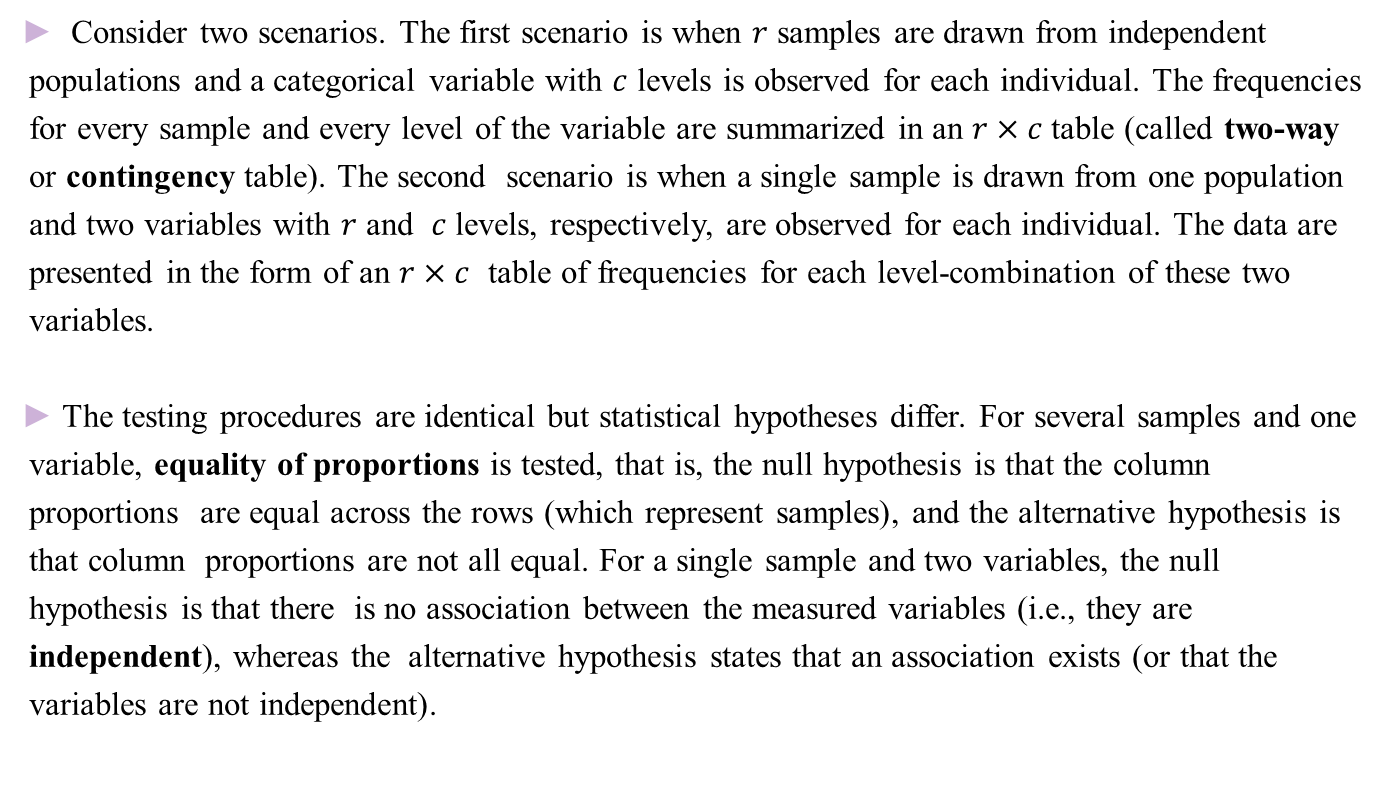 ► Consider two scenarios. The first scenario is when r samples are drawn from independent
populations and a categorical variable with c levels is observed for each individual. The frequencies
for every sample and every level of the variable are summarized in an r × c table (called two-way
or contingency table). The second scenario is when a single sample is drawn from one population
and two variables with r and c levels, respectively, are observed for each individual. The data are
presented in the form of an r × c table of frequencies for each level-combination of these two
variables.
► The testing procedures are identical but statistical hypotheses differ. For several samples and one
variable, equality of proportions is tested, that is, the null hypothesis is that the column
proportions are equal across the rows (which represent samples), and the alternative hypothesis is
that column proportions are not all equal. For a single sample and two variables, the null
hypothesis is that there is no association between the measured variables (i.e., they are
independent), whereas the alternative hypothesis states that an association exists (or that the
variables are not independent).